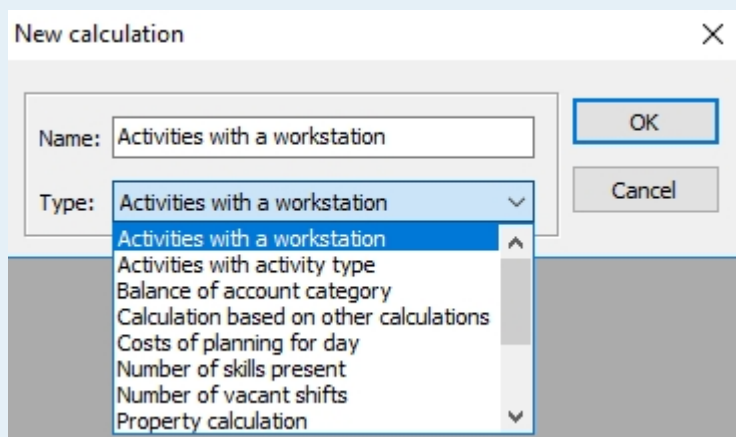 New calculation
Name: Activities with a workstation
OK
Type: Activities with a workstation
Cancel
Activities with a workstation
Activities with activity type
Balance of account category
Calculation based on other calculations
Costs of planning for day
Number of skills present
Number of vacant shifts
Property calculation